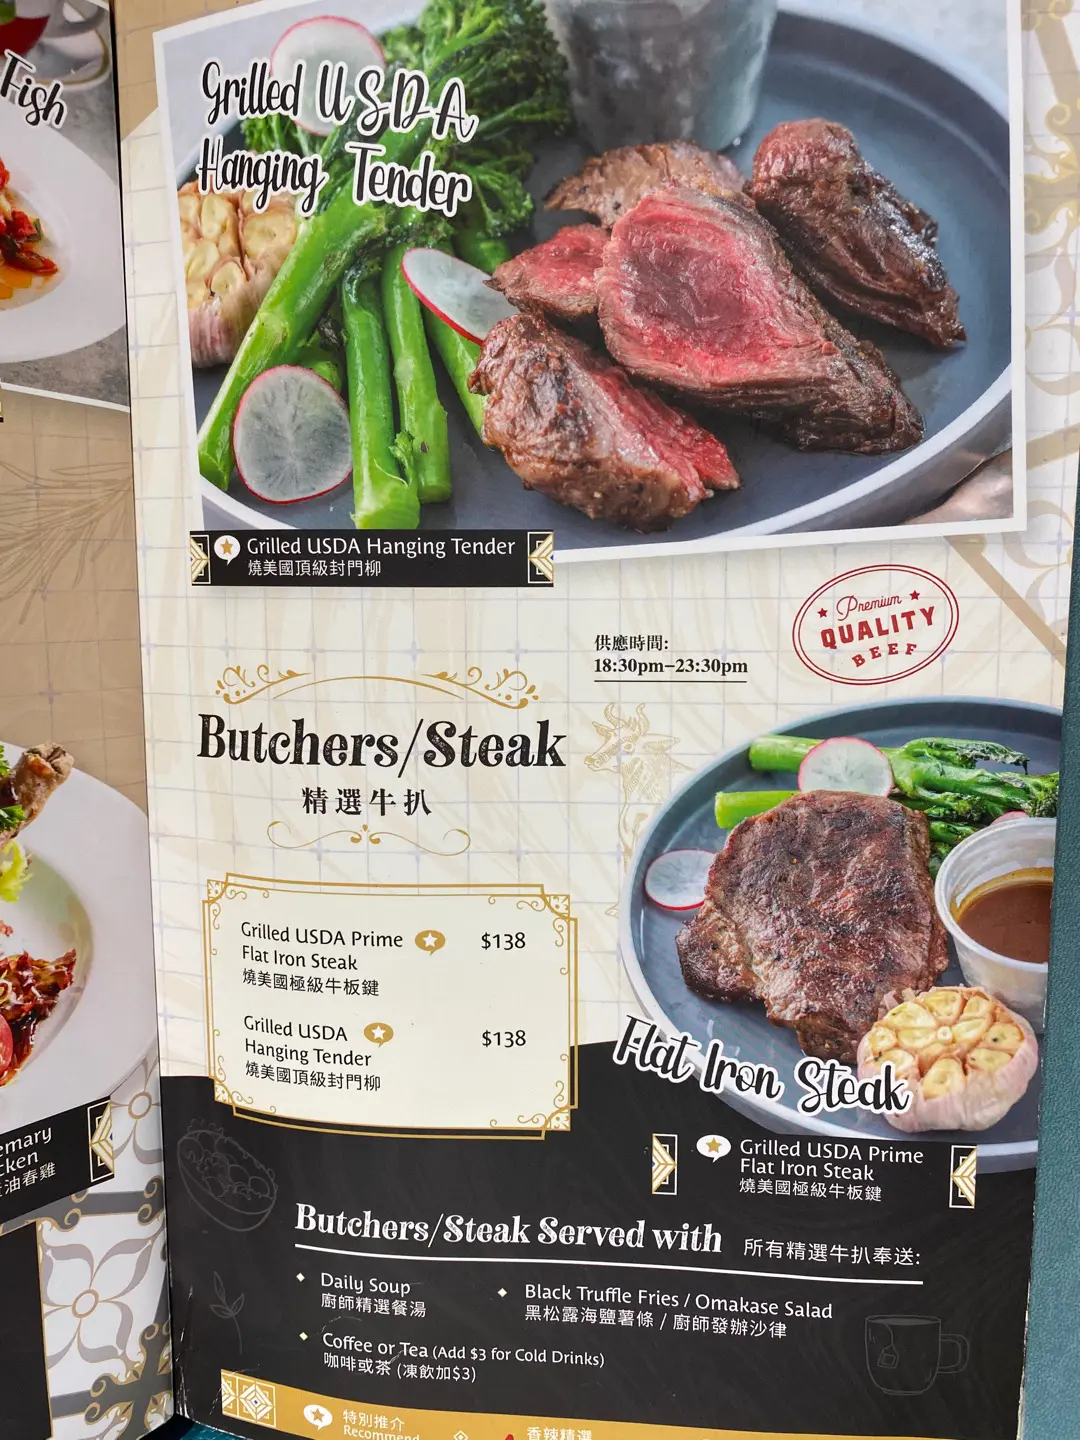 Fish
Grilled USDA
Hanging Tender
Grilled USDA Hanging Tender
燒美國頂級封門柳
供應時間:
18:30pm–23:30pm
Premium
QUALITY
BEEF
Butchers/Steak
精選牛扒
Grilled USDA Prime $138
Flat Iron Steak
燒美國極級牛板鍵
Grilled USDA $138
Hanging Tender
燒美國頂級封門柳
Flat Iron Steak
Grilled USDA Prime
Flat Iron Steak
燒美國極級牛板鍵
emary
cken
油春雞
Butchers/Steak Served with 所有精選牛扒奉送:
Daily Soup
廚師精選餐湯
Black Truffle Fries / Omakase Salad
黑松露海鹽薯條 / 廚師發辦沙律
Coffee or Tea (Add $3 for Cold Drinks)
咖啡或茶 (凍飲加$3)
特別推介
Recommend
香辣精選